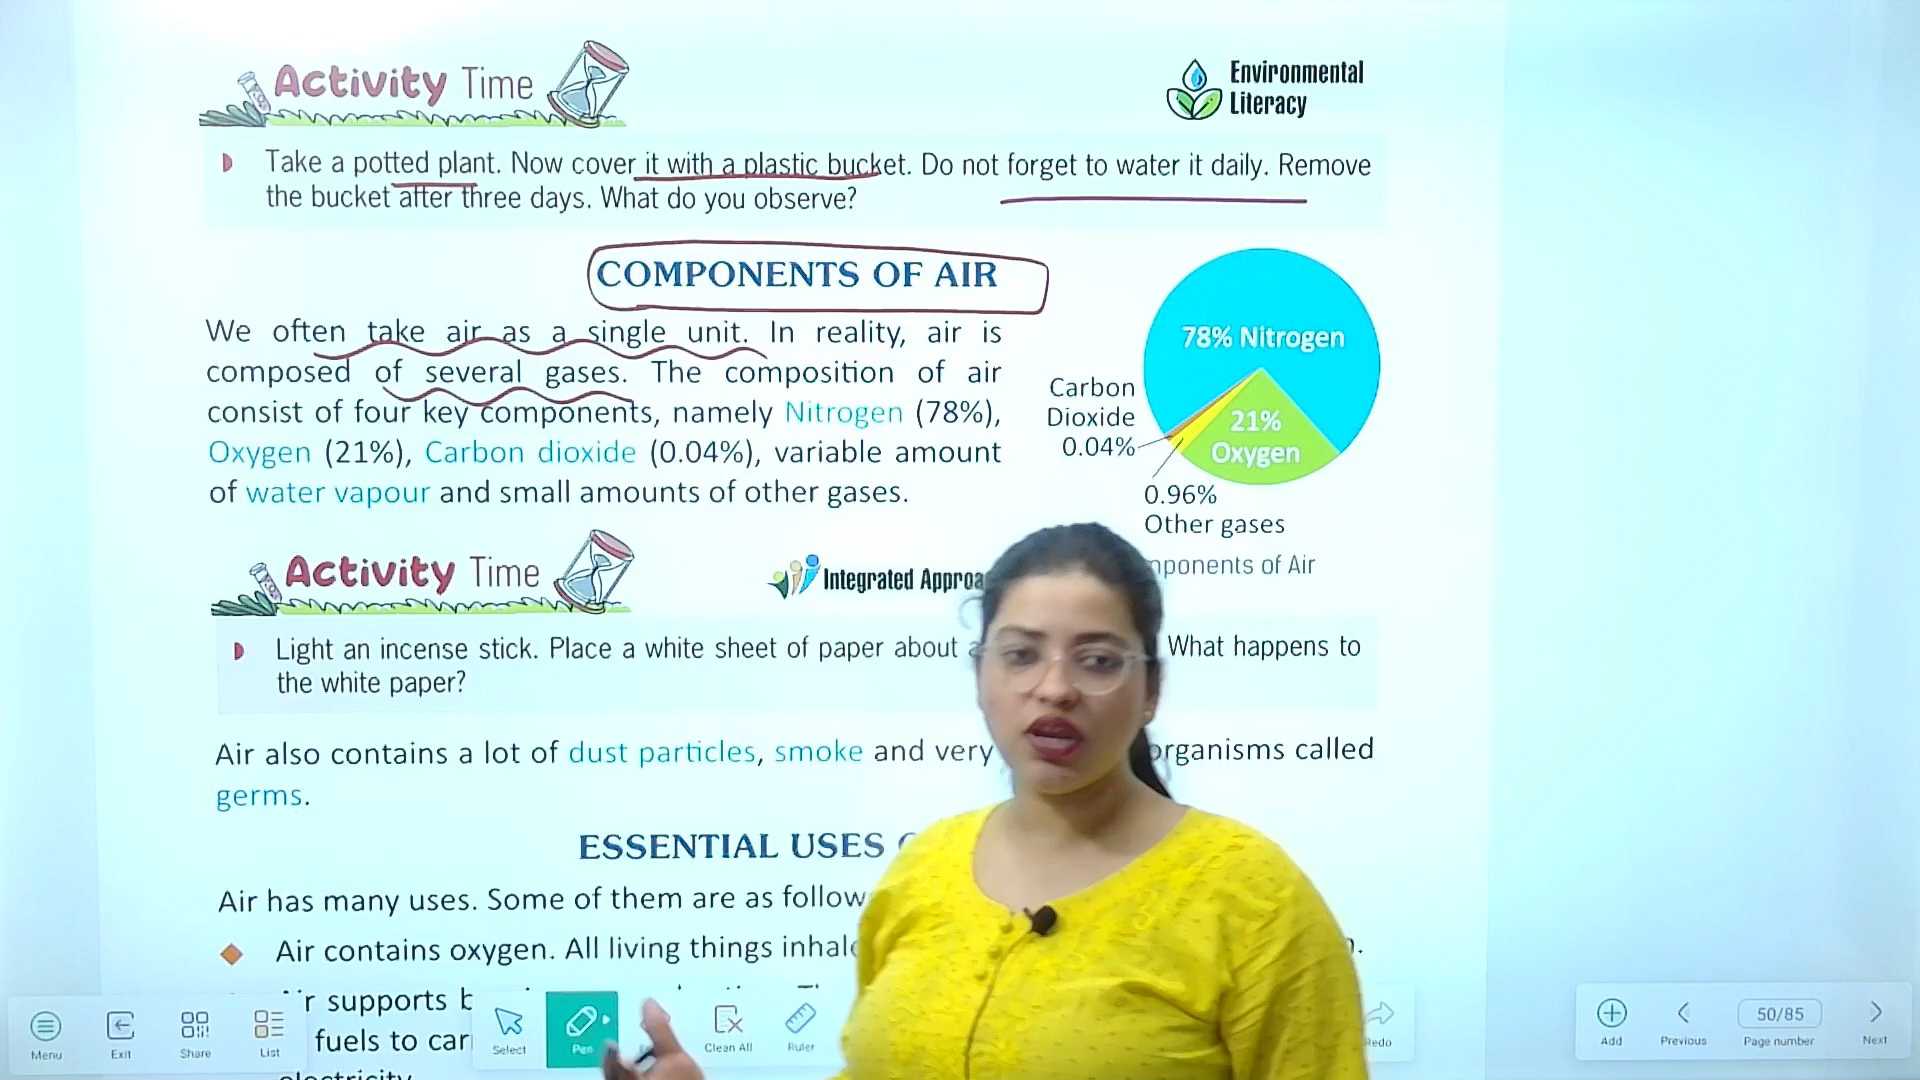 Activity Time
Environmental
Literacy
Take a potted plant. Now cover it with a plastic bucket. Do not forget to water it daily. Remove
the bucket after three days. What do you observe?
COMPONENTS OF AIR
We often take air as a single unit. In reality, air is
composed of several gases. The composition of air
consist of four key components, namely Nitrogen (78%),
Oxygen (21%), Carbon dioxide (0.04%), variable amount
of water vapour and small amounts of other gases.
78% Nitrogen
Carbon
Dioxide
0.04%
21%
Oxygen
0.96%
Other gases
of Air
Activity Time
Integrated
Light an incense stick. Place a white sheet of paper about
What happens to
the white paper?
Air also contains a lot of dust particles, smoke and very
organisms called
germs.
ESSENTIAL USES
Air has many uses. Some of them are as
Air contains oxygen. All living things
supports
fuels to
electricity
Menu
Exit
Share
List
Select
Pen
Clean All
Ruler
Redo
Add
Previous
50/85
Page number
Next